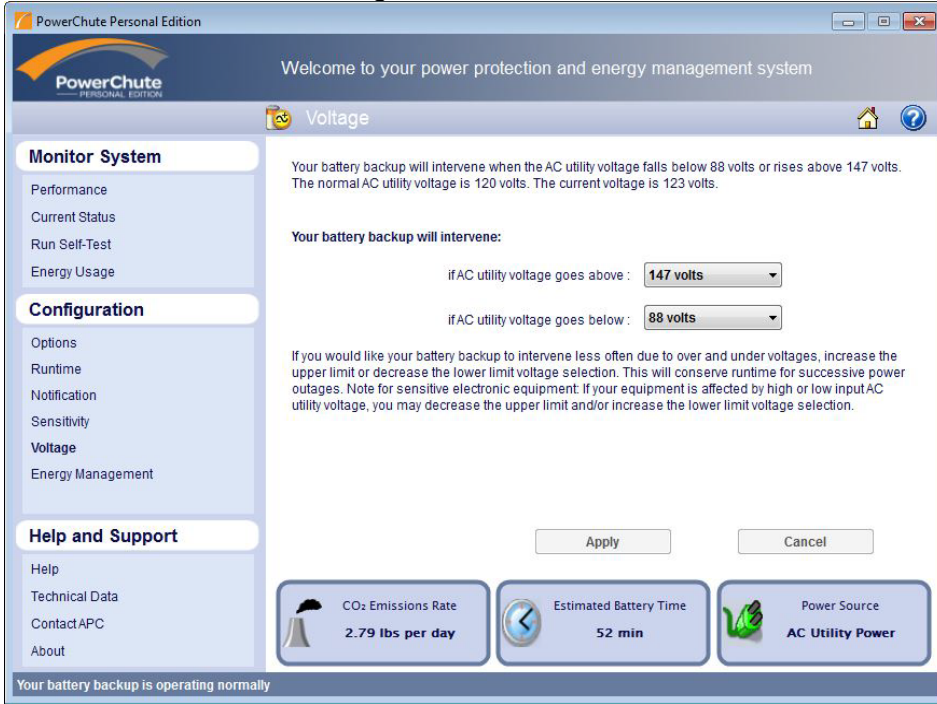 PowerChute Personal Edition
PowerChute
PERSONAL EDITION
Welcome to your power protection and energy management system
Voltage
Monitor System
Performance
Current Status
Run Self-Test
Energy Usage
Configuration
Options
Runtime
Notification
Sensitivity
Voltage
Energy Management
Help and Support
Help
Technical Data
Contact APC
About
Your battery backup will intervene when the AC utility voltage falls below 88 volts or rises above 147 volts.
The normal AC utility voltage is 120 volts. The current voltage is 123 volts.
Your battery backup will intervene:
if AC utility voltage goes above : 147 volts
if AC utility voltage goes below : 88 volts
If you would like your battery backup to intervene less often due to over and under voltages, increase the
upper limit or decrease the lower limit voltage selection. This will conserve runtime for successive power
outages. Note for sensitive electronic equipment: If your equipment is affected by high or low input AC
utility voltage, you may decrease the upper limit and/or increase the lower limit voltage selection.
Apply Cancel
CO₂ Emissions Rate
2.79 lbs per day
Estimated Battery Time
52 min
Power Source
AC Utility Power
Your battery backup is operating normally